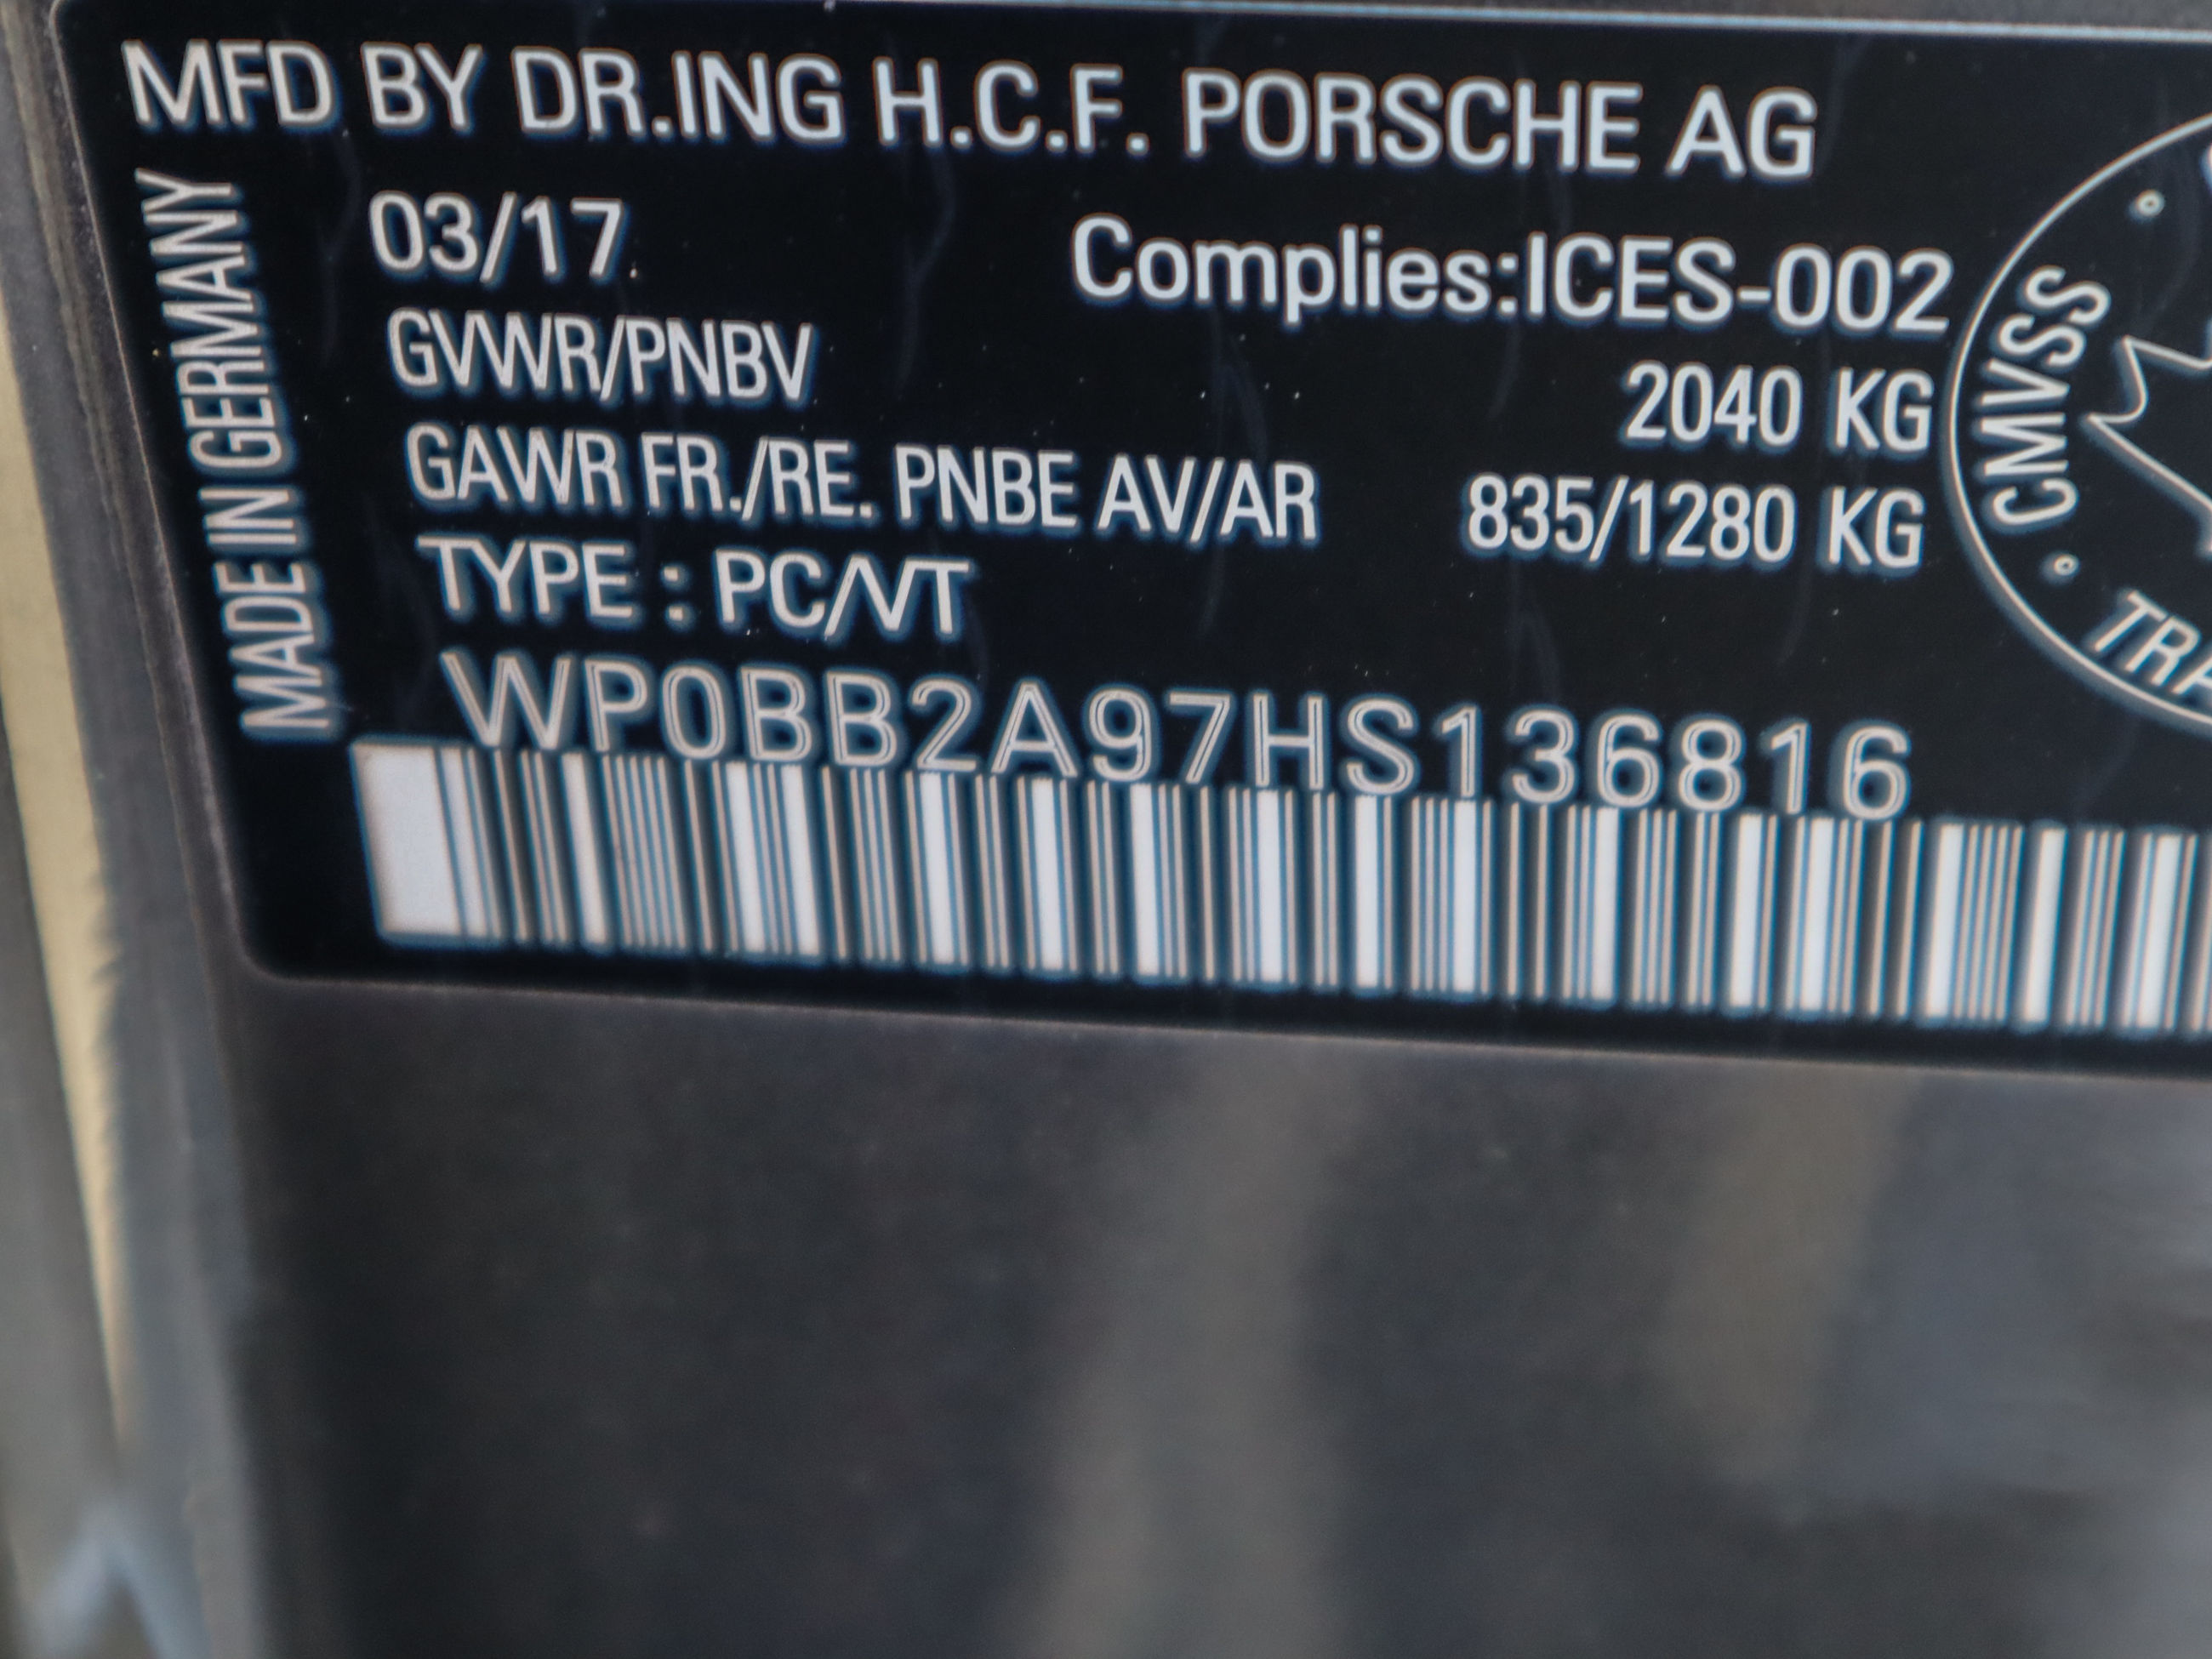 MFD BY DR.ING H.C.F. PORSCHE AG
MADE IN GERMANY
03/17
Complies:ICES-002
GVWR/PNBV 2040 KG
GAWR FR./RE. PNBE AV/AR 835/1280 KG
TYPE : PC/VT
WP0BB2A97HS136816
CMVSS